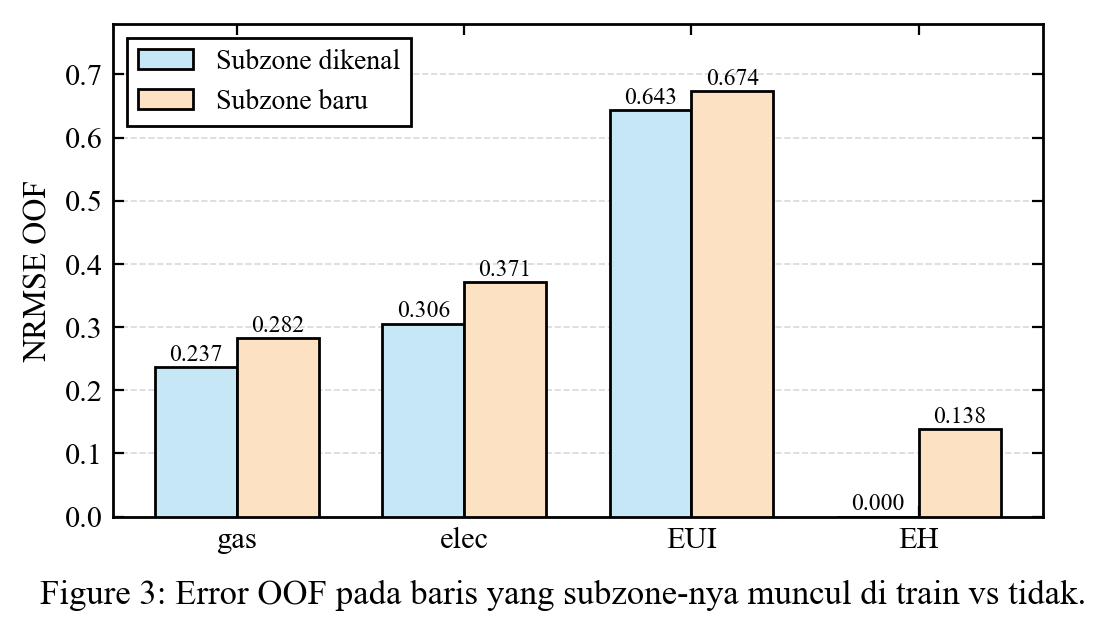 Subzone dikenal
Subzone baru
NRMSE OOF
0.7
0.6
0.5
0.4
0.3
0.2
0.1
0.0
0.237
0.282
0.306
0.371
0.643
0.674
0.000
0.138
gas
elec
EUI
EH
Figure 3: Error OOF pada baris yang subzone-nya muncul di train vs tidak.